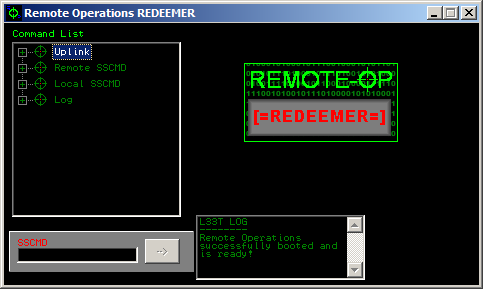 Remote Operations REDEEMER
Command List
Uplink
Remote SSCMD
Local SSCMD
Log
REMOTE-OP
[=REDEEMER=]
SSCMD
-->
L33T LOG
--------
Remote Operations
successfully booted and
is ready!